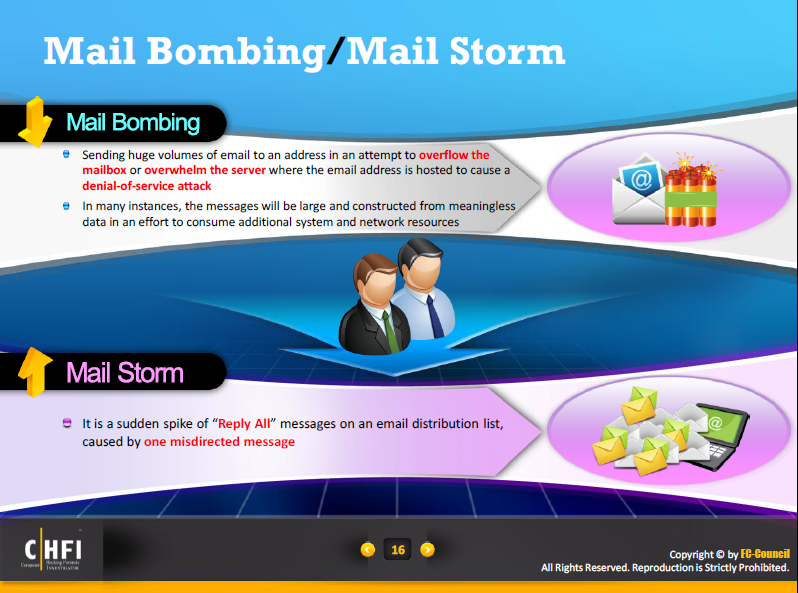 Mail Bombing/Mail Storm
Mail Bombing
Sending huge volumes of email to an address in an attempt to overflow the
mailbox or overwhelm the server where the email address is hosted to cause a
denial-of-service attack
In many instances, the messages will be large and constructed from meaningless
data in an effort to consume additional system and network resources
@
Mail Storm
It is a sudden spike of “Reply All” messages on an email distribution list,
caused by one misdirected message
@
CHFI
Computer Hacking Forensic
INVESTIGATOR
16
Copyright © by EC-Council
All Rights Reserved. Reproduction is Strictly Prohibited.